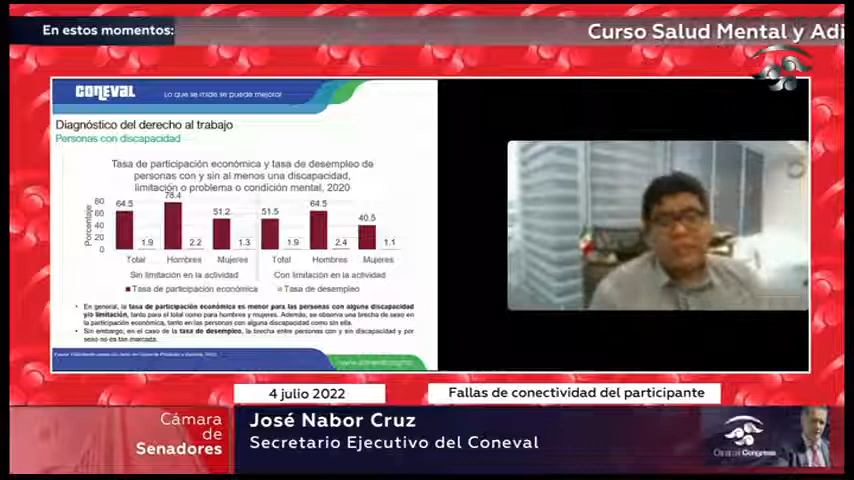 En estos momentos:
Curso Salud Mental y Adi
CONEVAL
Lo que se mide se puede mejorar
Diagnóstico del derecho al trabajo
Personas con discapacidad
Tasa de participación económica y tasa de desempleo de
personas con y sin al menos una discapacidad,
limitación o problema o condición mental, 2020
Porcentaje
80
60
40
20
0
64.5 1.9 78.4 2.2 51.2 1.3 51.5 1.9 64.5 2.4 40.5 1.1
Total Hombres Mujeres Total Hombres Mujeres
Sin limitación en la actividad Con limitación en la actividad
Tasa de participación económica Tasa de desempleo
• En general, la tasa de participación económica es menor para las personas con alguna discapacidad
y/o limitación, tanto para el total como para hombres y mujeres. Además, se observa una brecha de sexo en
la participación económica, tanto en las personas con alguna discapacidad como sin ella.
• Sin embargo, en el caso de la tasa de desempleo, la brecha entre personas con y sin discapacidad y por
sexo no es tan marcada.
4 julio 2022
Fallas de conectividad del participante
Cámara
de
Senadores
José Nabor Cruz
Secretario Ejecutivo del Coneval